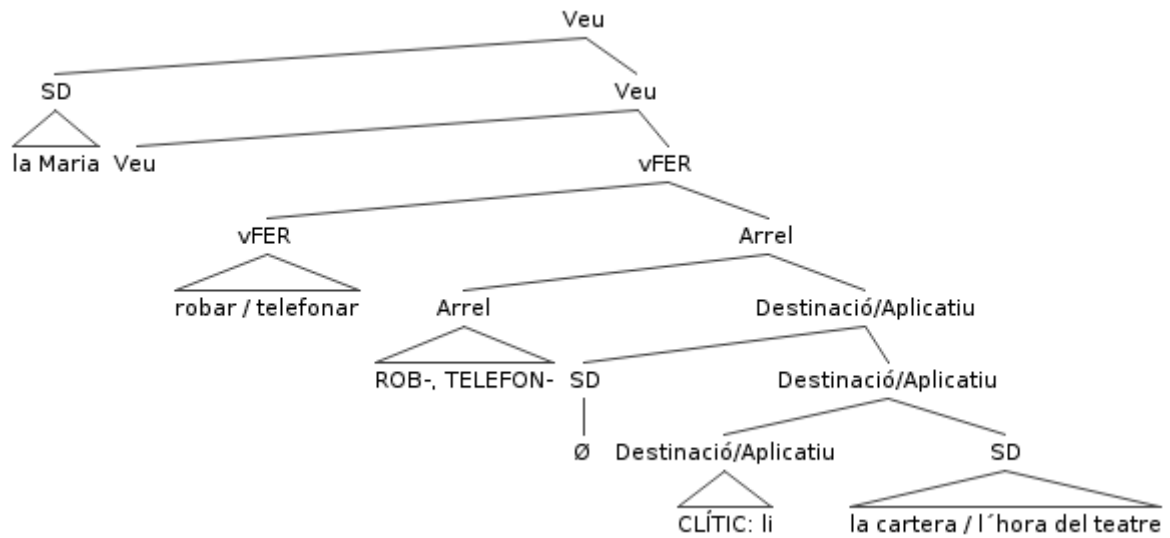 Veu
SD Veu
la Maria Veu vFER
vFER Arrel
robar / telefonar Arrel Destinació/Aplicatiu
ROB-, TELEFON- SD Destinació/Aplicatiu
Ø Destinació/Aplicatiu SD
CLÍTIC: li la cartera / l´hora del teatre